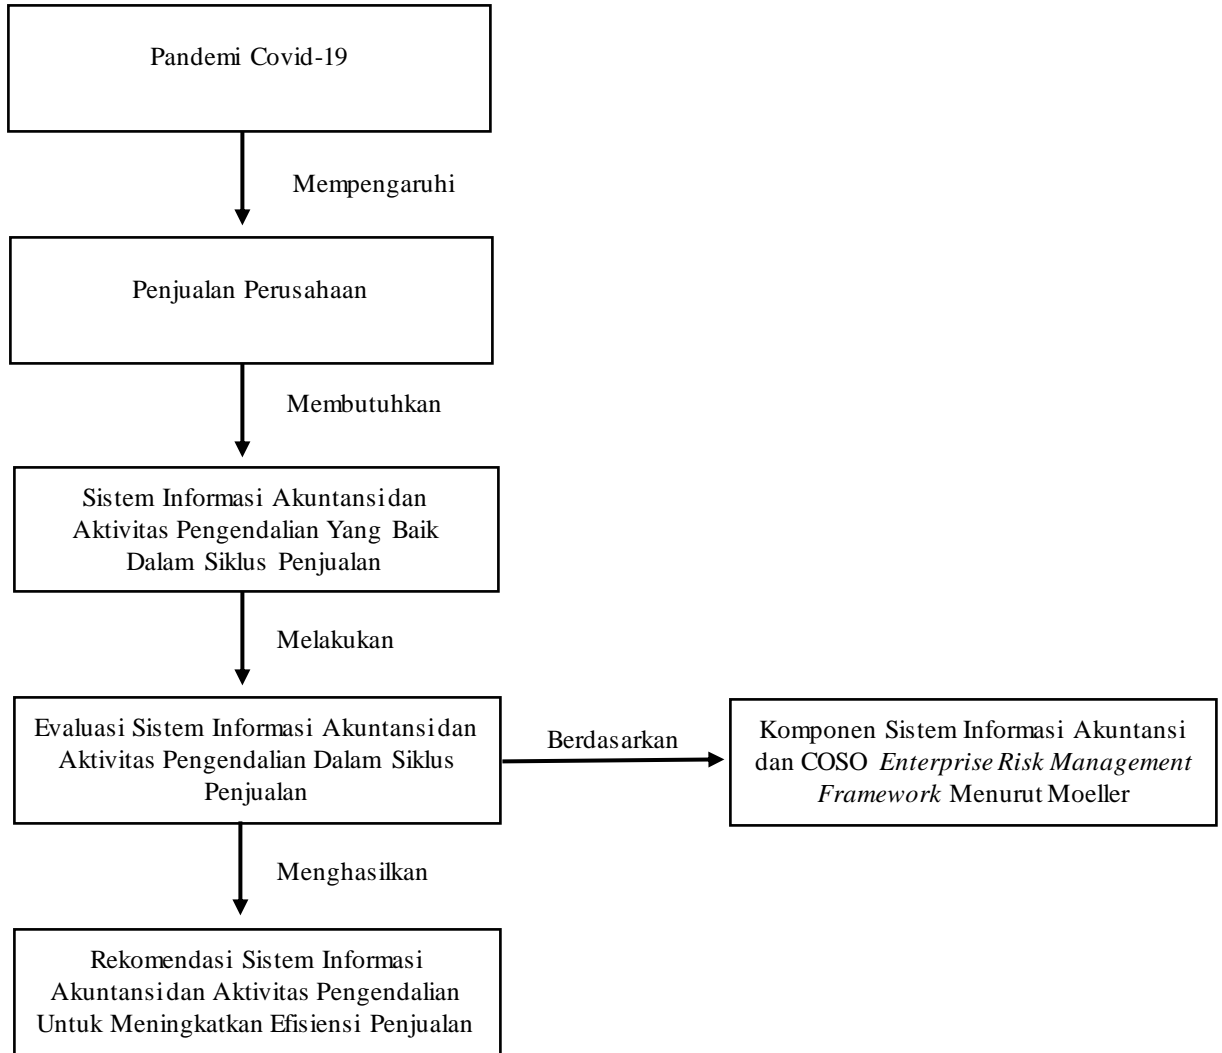 Pandemi Covid-19
Mempengaruhi
Penjualan Perusahaan
Membutuhkan
Sistem Informasi Akuntansi dan
Aktivitas Pengendalian Yang Baik
Dalam Siklus Penjualan
Melakukan
Evaluasi Sistem Informasi Akuntansi dan
Aktivitas Pengendalian Dalam Siklus
Penjualan
Berdasarkan
Komponen Sistem Informasi Akuntansi
dan COSO Enterprise Risk Management
Framework Menurut Moeller
Menghasilkan
Rekomendasi Sistem Informasi
Akuntansi dan Aktivitas Pengendalian
Untuk Meningkatkan Efisiensi Penjualan